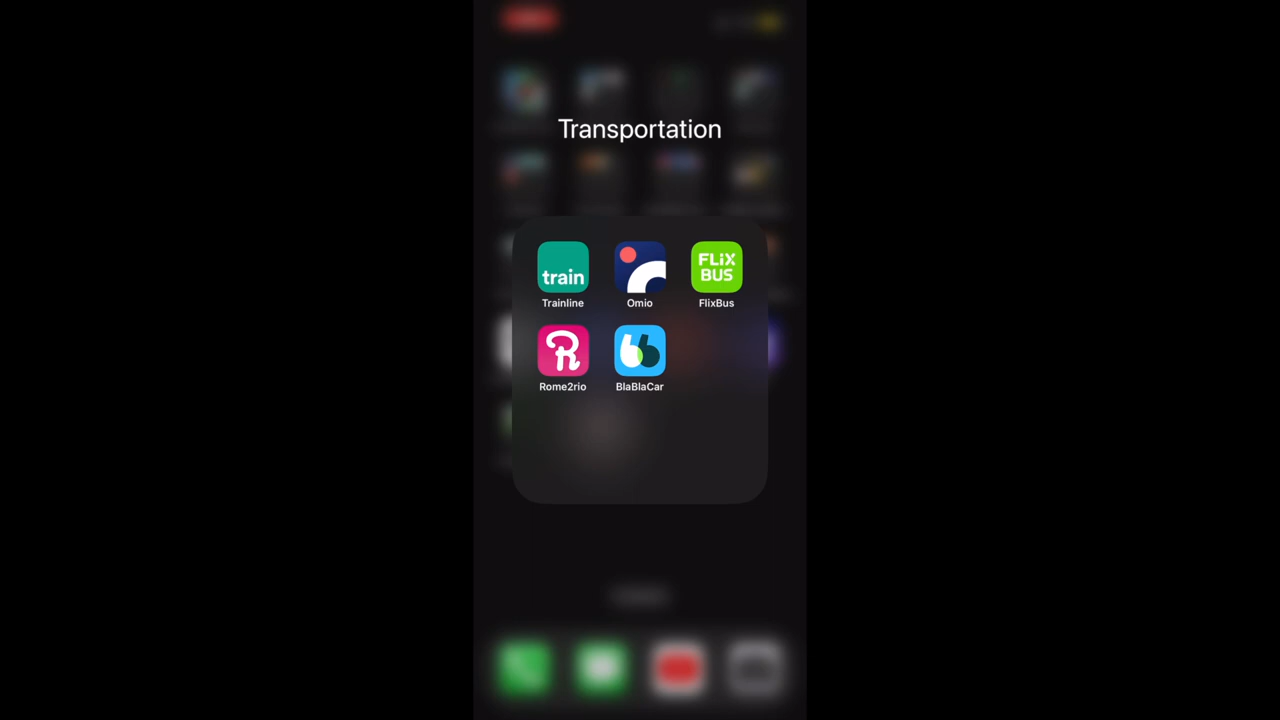 Transportation
train
FLiX
BUS
Trainline
Omio
FlixBus
Rome2rio
BlaBlaCar